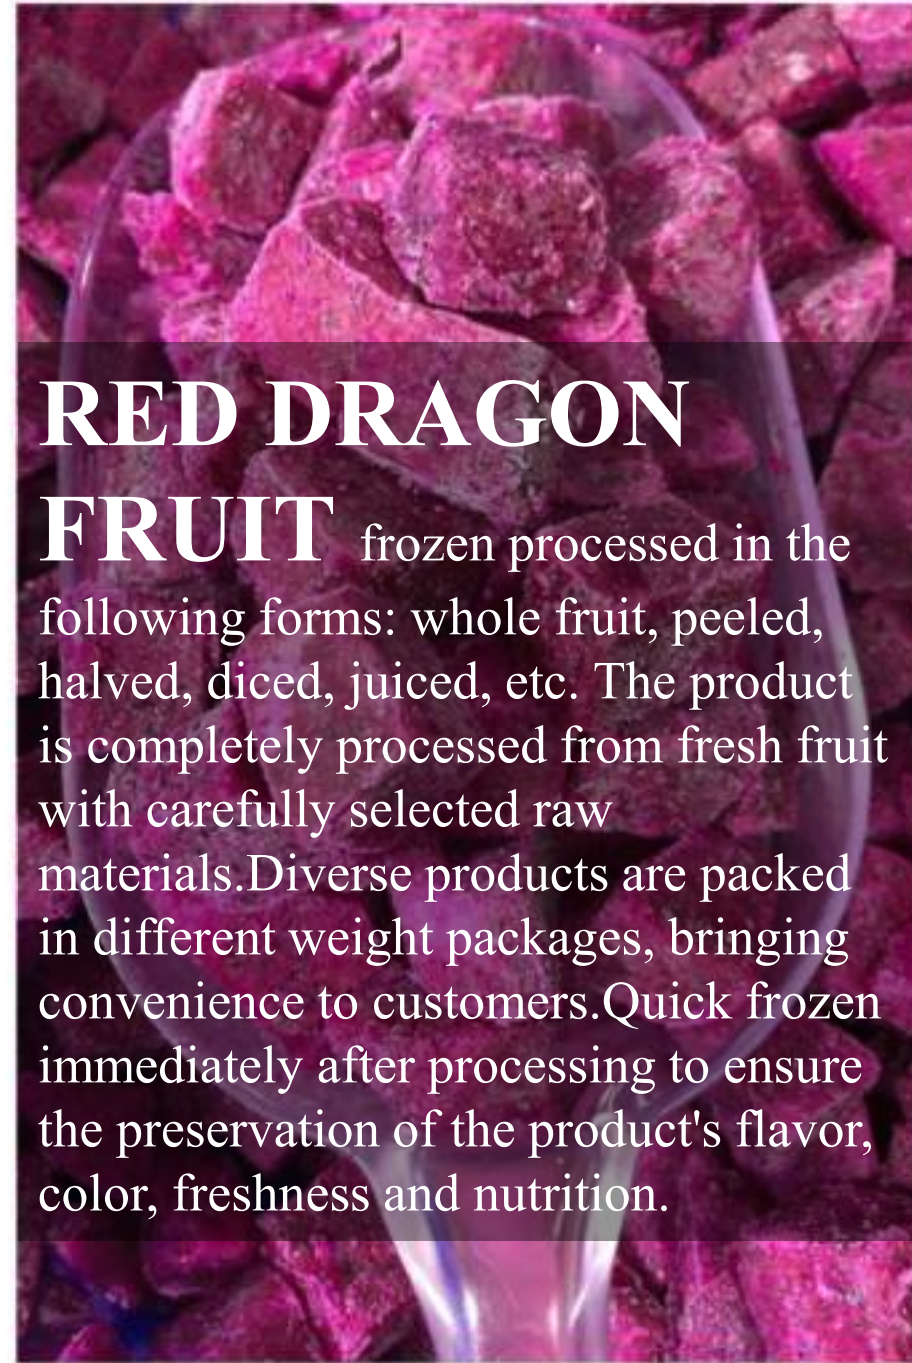 RED DRAGON
FRUIT frozen processed in the
following forms: whole fruit, peeled,
halved, diced, juiced, etc. The product
is completely processed from fresh fruit
with carefully selected raw
materials.Diverse products are packed
in different weight packages, bringing
convenience to customers.Quick frozen
immediately after processing to ensure
the preservation of the product's flavor,
color, freshness and nutrition.